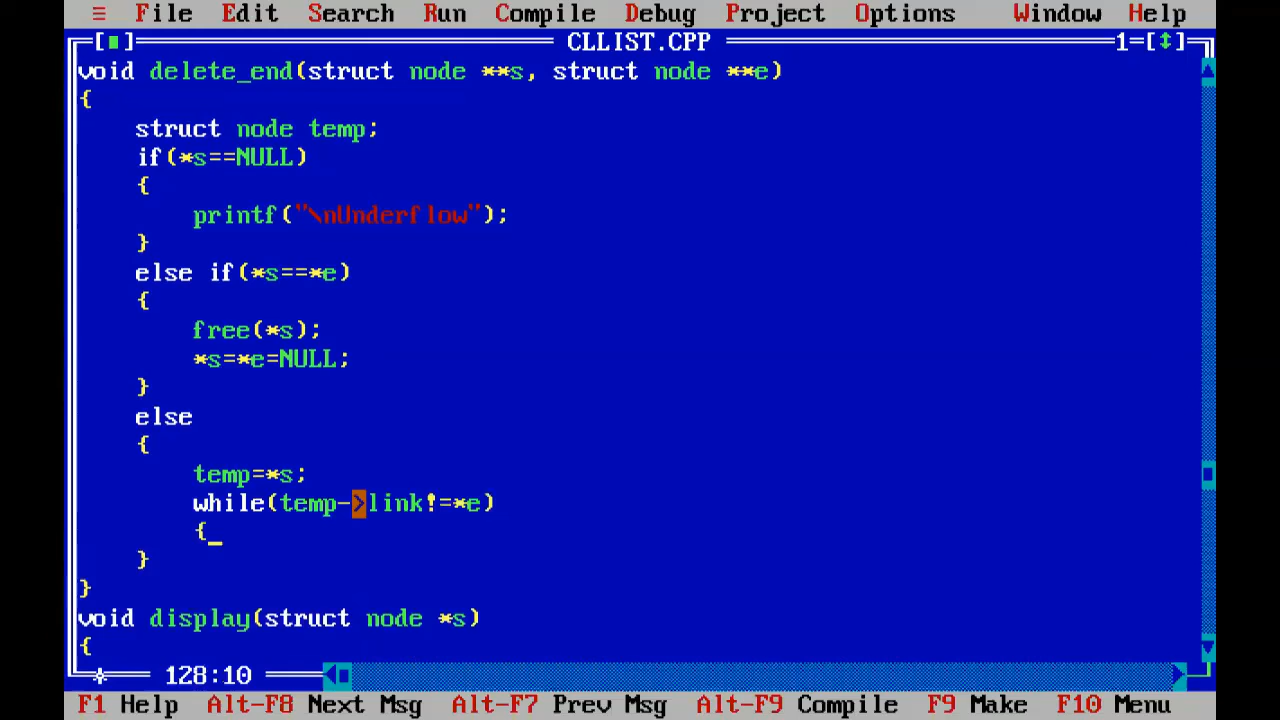 ≡ File Edit Search Run Compile Debug Project Options Window Help
[■] CLLIST.CPP 1=[↕]
void delete_end(struct node **s, struct node **e)
{
struct node temp;
if(*s==NULL)
{
printf("\nUnderflow");
}
else if(*s==*e)
{
free(*s);
*s=*e=NULL;
}
else
{
temp=*s;
while(temp->link!=*e)
{_
}
}
void display(struct node *s)
{
128:10
F1 Help Alt-F8 Next Msg Alt-F7 Prev Msg Alt-F9 Compile F9 Make F10 Menu